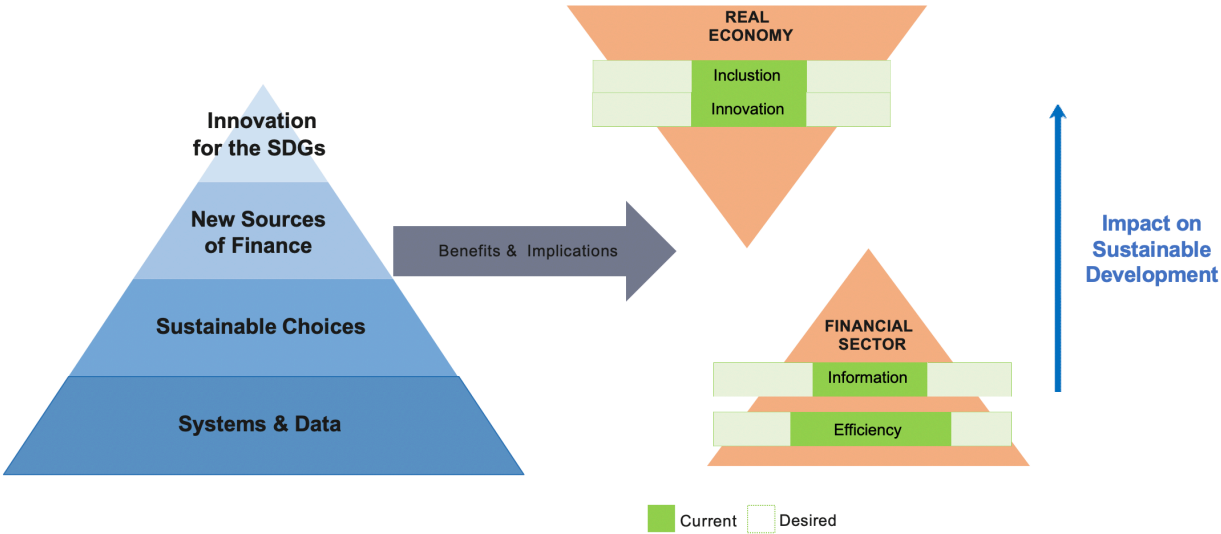 Innovation
for the SDGs
New Sources
of Finance
Sustainable Choices
Systems & Data
Benefits & Implications
REAL
ECONOMY
Inclustion
Innovation
FINANCIAL
SECTOR
Information
Efficiency
Impact on
Sustainable
Development
Current
Desired